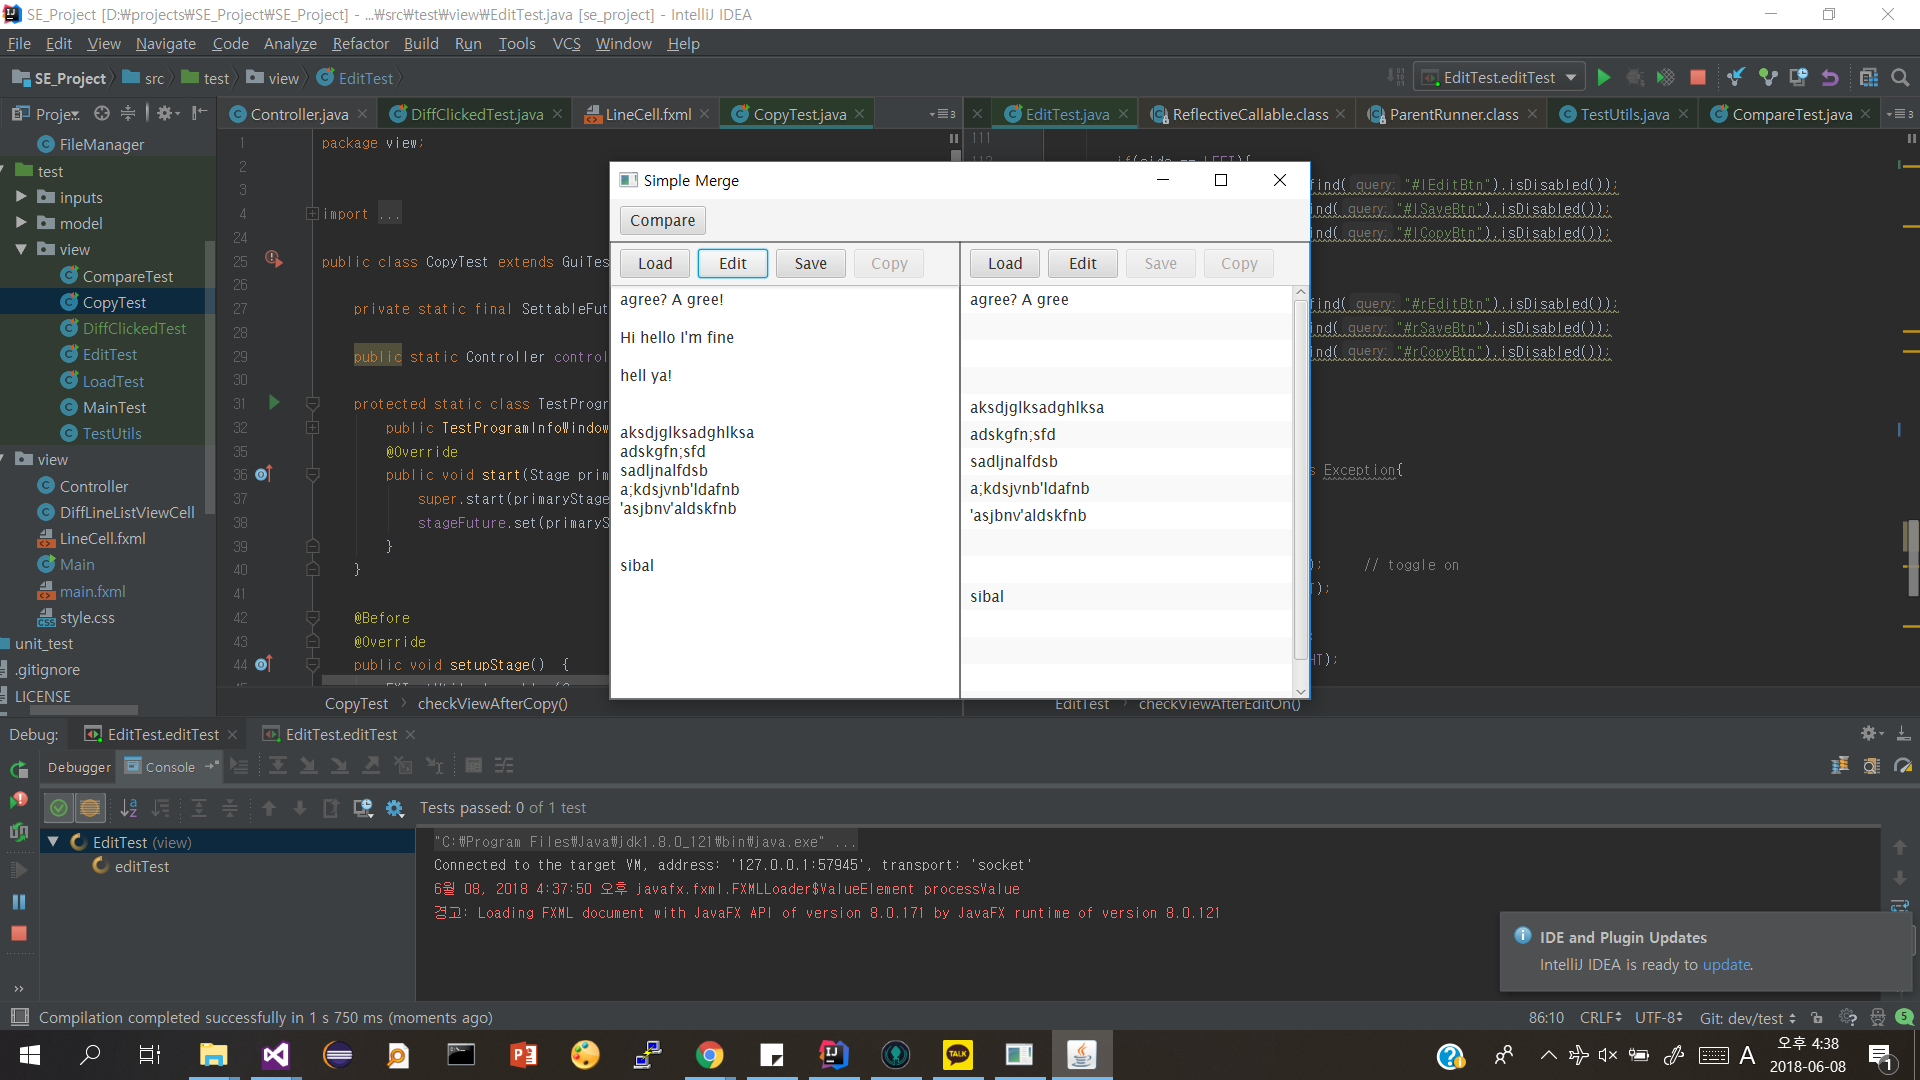 SE_Project [D:₩projects₩SE_Project₩SE_Project] - ...₩src₩test₩view₩EditTest.java [se_project] - IntelliJ IDEA
File Edit View Navigate Code Analyze Refactor Build Run Tools VCS Window Help
SE_Project src test view EditTest
EditTest.editTest
Proje..
Controller.java DiffClickedTest.java LineCell.fxml CopyTest.java
EditTest.java ReflectiveCallable.class ParentRunner.class TestUtils.java CompareTest.java
FileManager
test
inputs
model
view
CompareTest
CopyTest
DiffClickedTest
EditTest
LoadTest
MainTest
TestUtils
view
Controller
DiffLineListViewCell
LineCell.fxml
Main
main.fxml
style.css
unit_test
.gitignore
LICENSE
1 package view;
2
3
4 import ...
24
25 public class CopyTest extends GuiTes
26
27 private static final SettableFut
28
29 public static Controller control
30
31 protected static class TestProgr
32 public TestProgramInfoWindow
35 @Override
36 public void start(Stage prim
37 super.start(primaryStage
38 stageFuture.set(primaryS
39 }
40 }
41
42 @Before
43 @Override
44 public void setupStage() {
CopyTest checkViewAfterCopy()
Simple Merge
Compare
Load Edit Save Copy
agree? A gree!
Hi hello I'm fine
hell ya!
aksdjglksadghlksa
adskgfn;sfd
sadljnalfdsb
a;kdsjvnb'ldafnb
'asjbnv'aldskfnb
sibal
Load Edit Save Copy
agree? A gree
aksdjglksadghlksa
adskgfn;sfd
sadljnalfdsb
a;kdsjvnb'ldafnb
'asjbnv'aldskfnb
sibal
111
find( query: "#lEditBtn").isDisabled());
ind( query: "#lSaveBtn").isDisabled());
ind( query: "#lCopyBtn").isDisabled());
find( query: "#rEditBtn").isDisabled());
ind( query: "#rSaveBtn").isDisabled());
ind( query: "#rCopyBtn").isDisabled());
s Exception{
); // toggle on
T);
HT);
EditTest checkViewAfterEditOn()
Debug: EditTest.editTest EditTest.editTest
Debugger Console
Tests passed: 0 of 1 test
EditTest (view)
editTest
"C:₩Program Files₩Java₩jdk1.8.0_121₩bin₩java.exe" ...
Connected to the target VM, address: '127.0.0.1:57945', transport: 'socket'
6월 08, 2018 4:37:50 오후 javafx.fxml.FXMLLoader$ValueElement processValue
경고: Loading FXML document with JavaFX API of version 8.0.171 by JavaFX runtime of version 8.0.121
IDE and Plugin Updates
IntelliJ IDEA is ready to update.
Compilation completed successfully in 1 s 750 ms (moments ago)
86:10 CRLF UTF-8 Git: dev/test 5
TALK
A
오후 4:38
2018-06-08
1